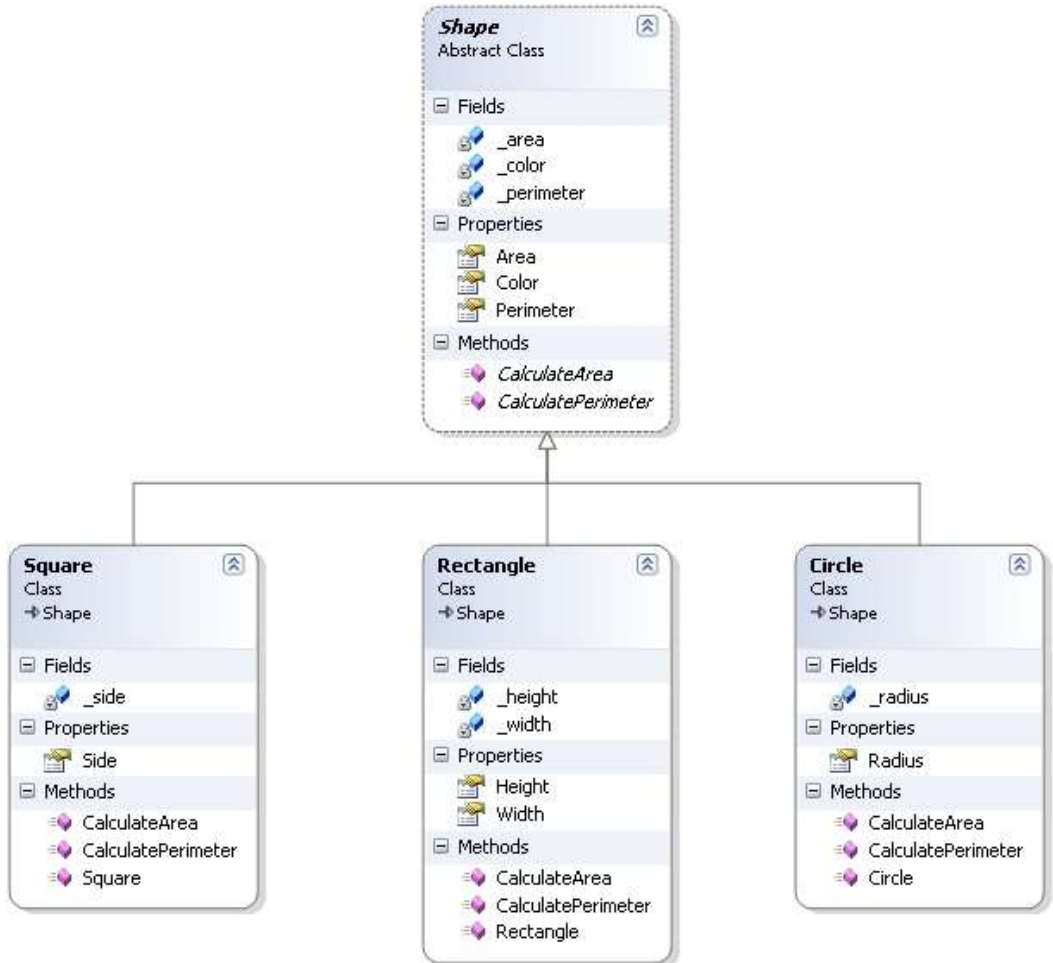 Shape
Abstract Class
Fields
_area
_color
_perimeter
Properties
Area
Color
Perimeter
Methods
CalculateArea
CalculatePerimeter
Square
Class
Shape
Fields
_side
Properties
Side
Methods
CalculateArea
CalculatePerimeter
Square
Rectangle
Class
Shape
Fields
_height
_width
Properties
Height
Width
Methods
CalculateArea
CalculatePerimeter
Rectangle
Circle
Class
Shape
Fields
_radius
Properties
Radius
Methods
CalculateArea
CalculatePerimeter
Circle